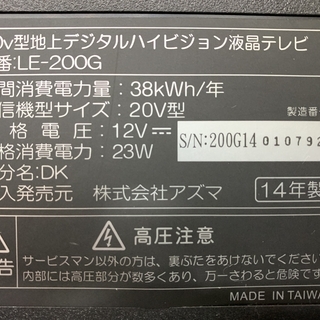 0v型地上デジタルハイビジョン液晶テレビ
番:LE-200G
間消費電力量:38kWh/年
信機型サイズ:20V型
格電圧:12V⎓
格消費電力:23W
分名:DK
入発売元 株式会社アズマ
製造番
S/N:200G14 010792
14年製
高圧注意
告
サービスマン以外の方は、裏ぶたをあけないでください
内部には高圧部分が数多くあり、万一さわると危険です
MADE IN TAIWA